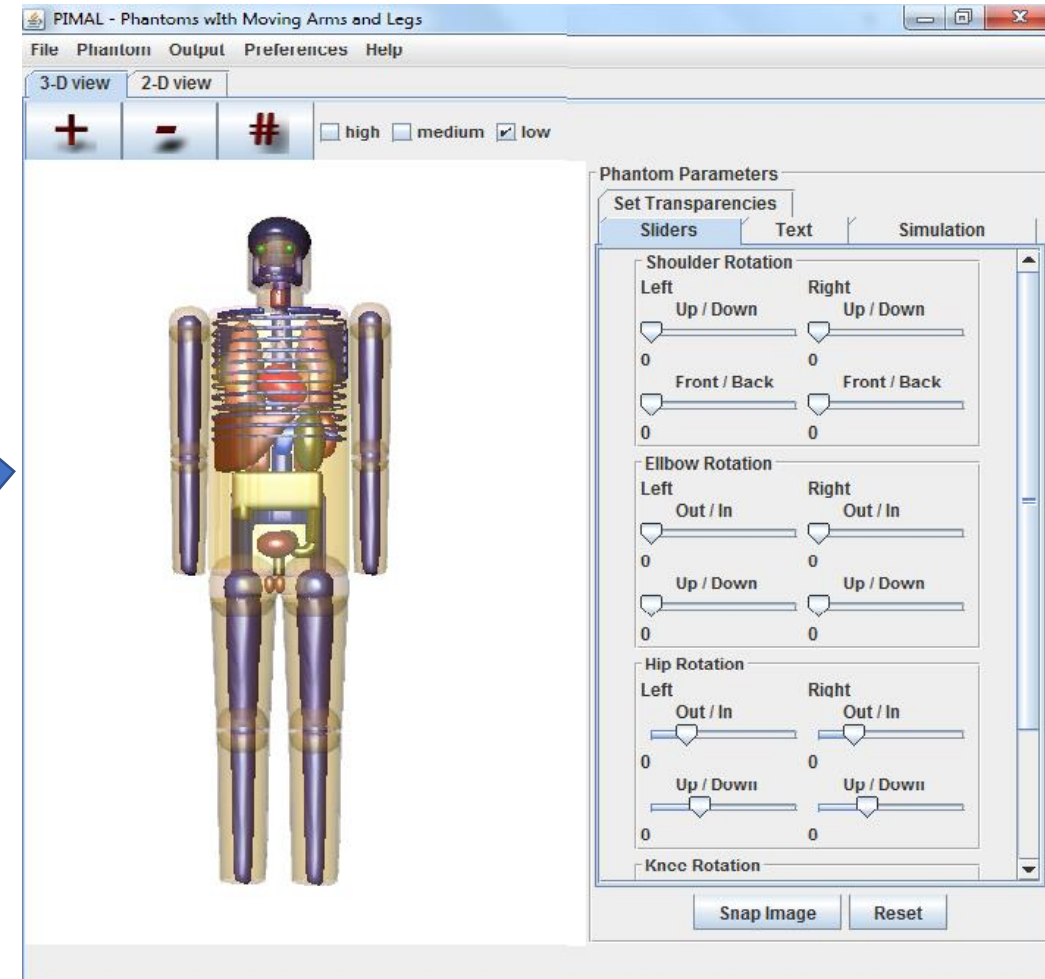 PIMAL - Phantoms wIth Moving Arms and Legs
File Phantom Output Preferences Help
3-D view 2-D view
+ - # high medium low
Phantom Parameters
Set Transparencies
Sliders Text Simulation
Shoulder Rotation
Left Right
Up / Down Up / Down
0 0
Front / Back Front / Back
0 0
Ellbow Rotation
Left Right
Out / In Out / In
0 0
Up / Down Up / Down
0 0
Hip Rotation
Left Right
Out / In Out / In
0 0
Up / Down Up / Down
0 0
Knee Rotation
Snap Image Reset